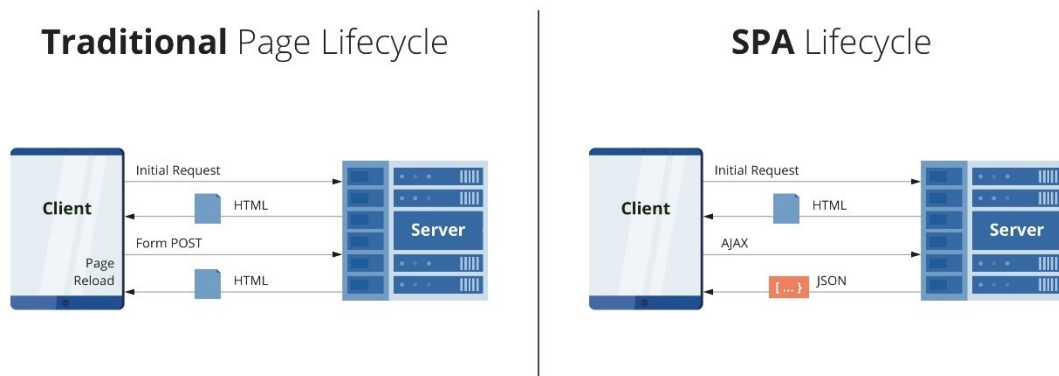 Traditional Page Lifecycle
Client
Initial Request
HTML
Form POST
Page
Reload
HTML
Server
SPA Lifecycle
Client
Initial Request
HTML
AJAX
[ ... }
JSON
Server